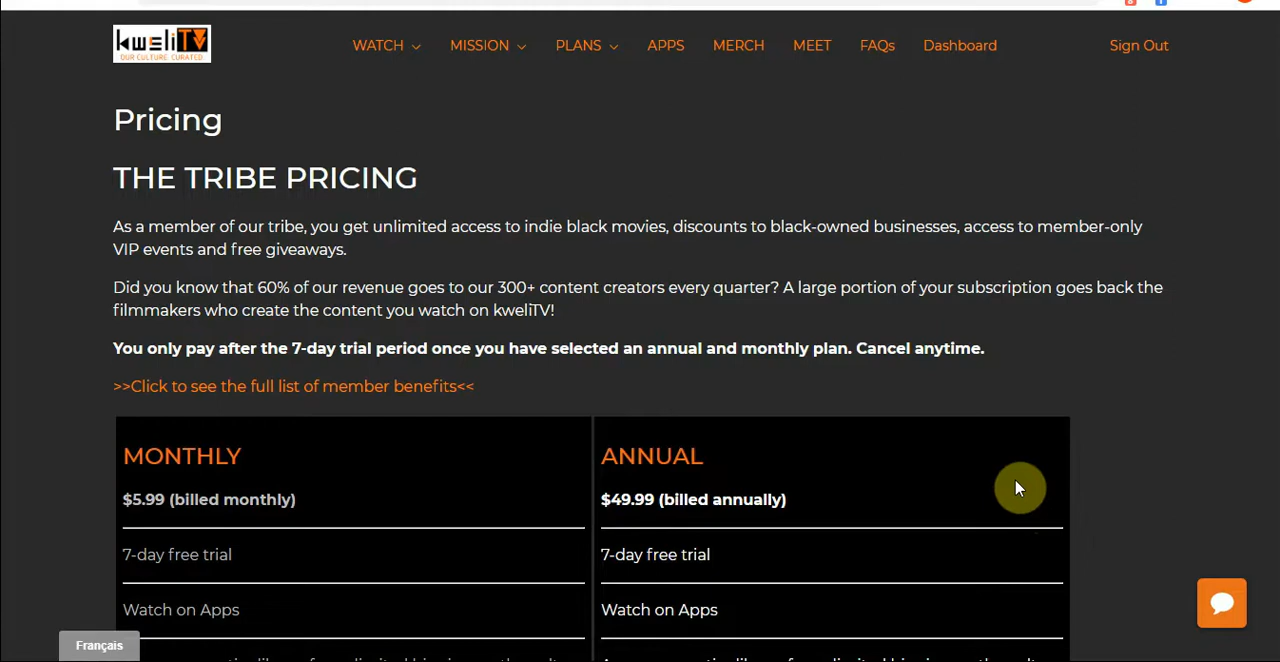 kweliTV
OUR CULTURE, CURATED.
WATCH MISSION PLANS APPS MERCH MEET FAQs Dashboard Sign Out
Pricing
THE TRIBE PRICING
As a member of our tribe, you get unlimited access to indie black movies, discounts to black-owned businesses, access to member-only
VIP events and free giveaways.
Did you know that 60% of our revenue goes to our 300+ content creators every quarter? A large portion of your subscription goes back the
filmmakers who create the content you watch on kweliTV!
You only pay after the 7-day trial period once you have selected an annual and monthly plan. Cancel anytime.
>>Click to see the full list of member benefits<<
MONTHLY
$5.99 (billed monthly)
7-day free trial
Watch on Apps
ANNUAL
$49.99 (billed annually)
7-day free trial
Watch on Apps
Français